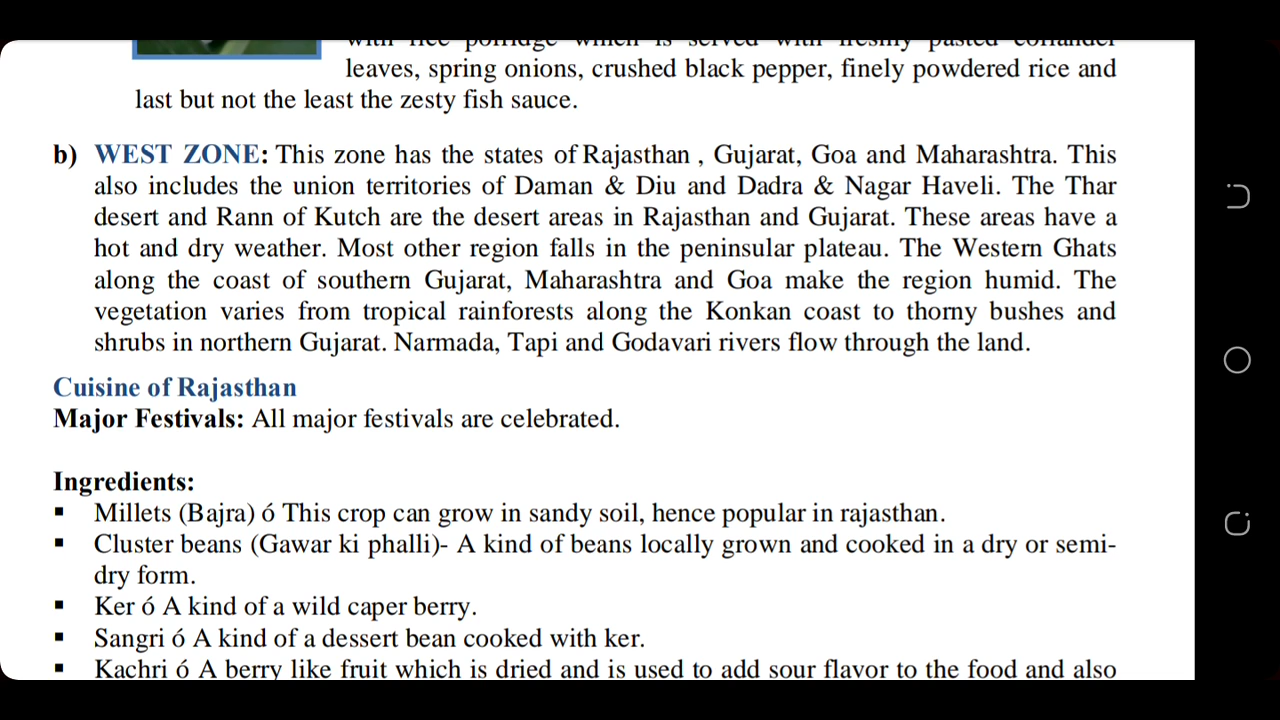 with rice porridge which is served with freshly pasted coriander
leaves, spring onions, crushed black pepper, finely powdered rice and
last but not the least the zesty fish sauce.
b) WEST ZONE: This zone has the states of Rajasthan , Gujarat, Goa and Maharashtra. This
also includes the union territories of Daman & Diu and Dadra & Nagar Haveli. The Thar
desert and Rann of Kutch are the desert areas in Rajasthan and Gujarat. These areas have a
hot and dry weather. Most other region falls in the peninsular plateau. The Western Ghats
along the coast of southern Gujarat, Maharashtra and Goa make the region humid. The
vegetation varies from tropical rainforests along the Konkan coast to thorny bushes and
shrubs in northern Gujarat. Narmada, Tapi and Godavari rivers flow through the land.
Cuisine of Rajasthan
Major Festivals: All major festivals are celebrated.
Ingredients:
▪ Millets (Bajra) ó This crop can grow in sandy soil, hence popular in rajasthan.
▪ Cluster beans (Gawar ki phalli)- A kind of beans locally grown and cooked in a dry or semi-
dry form.
▪ Ker ó A kind of a wild caper berry.
▪ Sangri ó A kind of a dessert bean cooked with ker.
▪ Kachri ó A berry like fruit which is dried and is used to add sour flavor to the food and also